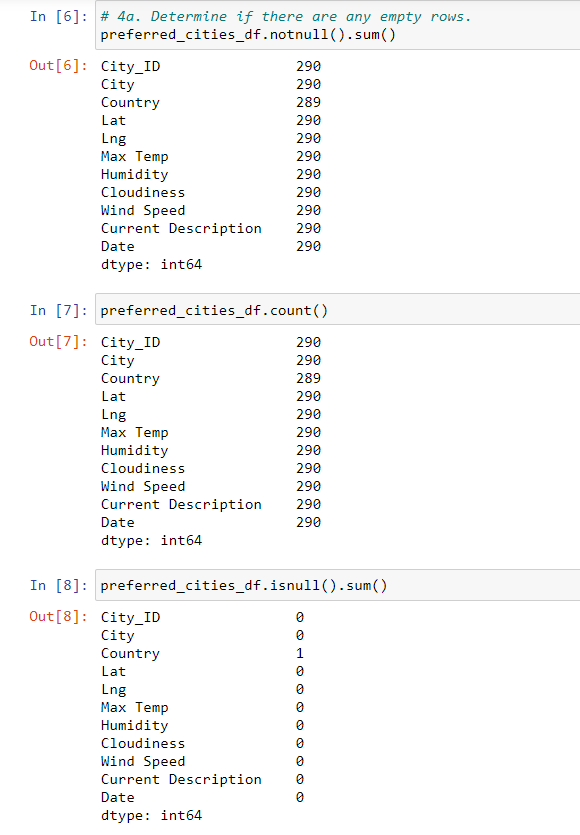 In [6]: # 4a. Determine if there are any empty rows.
preferred_cities_df.notnull().sum()
Out[6]: City_ID 290
City 290
Country 289
Lat 290
Lng 290
Max Temp 290
Humidity 290
Cloudiness 290
Wind Speed 290
Current Description 290
Date 290
dtype: int64
In [7]: preferred_cities_df.count()
Out[7]: City_ID 290
City 290
Country 289
Lat 290
Lng 290
Max Temp 290
Humidity 290
Cloudiness 290
Wind Speed 290
Current Description 290
Date 290
dtype: int64
In [8]: preferred_cities_df.isnull().sum()
Out[8]: City_ID 0
City 0
Country 1
Lat 0
Lng 0
Max Temp 0
Humidity 0
Cloudiness 0
Wind Speed 0
Current Description 0
Date 0
dtype: int64